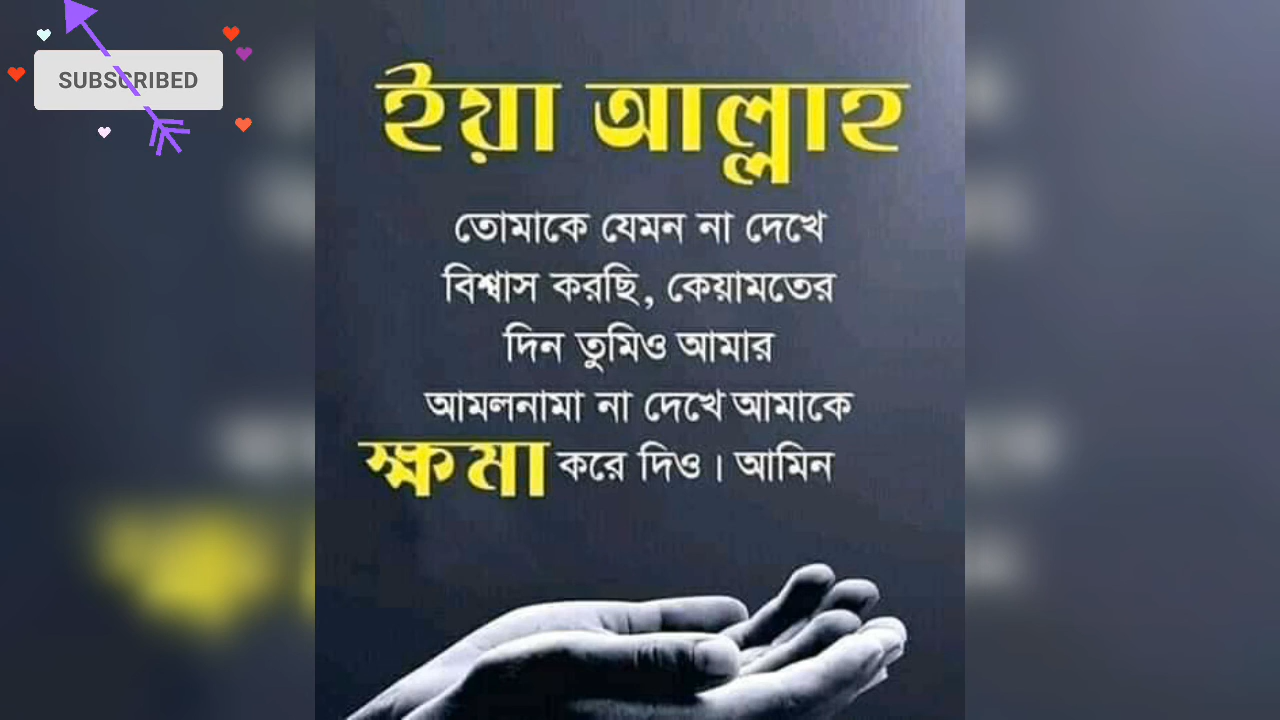 SUBSCRIBED
ইয়া আল্লাহ
তোমাকে যেমন না দেখে
বিশ্বাস করছি, কেয়ামতের
দিন তুমিও আমার
আমলনামা না দেখে আমাকে
ক্ষমা করে দিও। আমিন